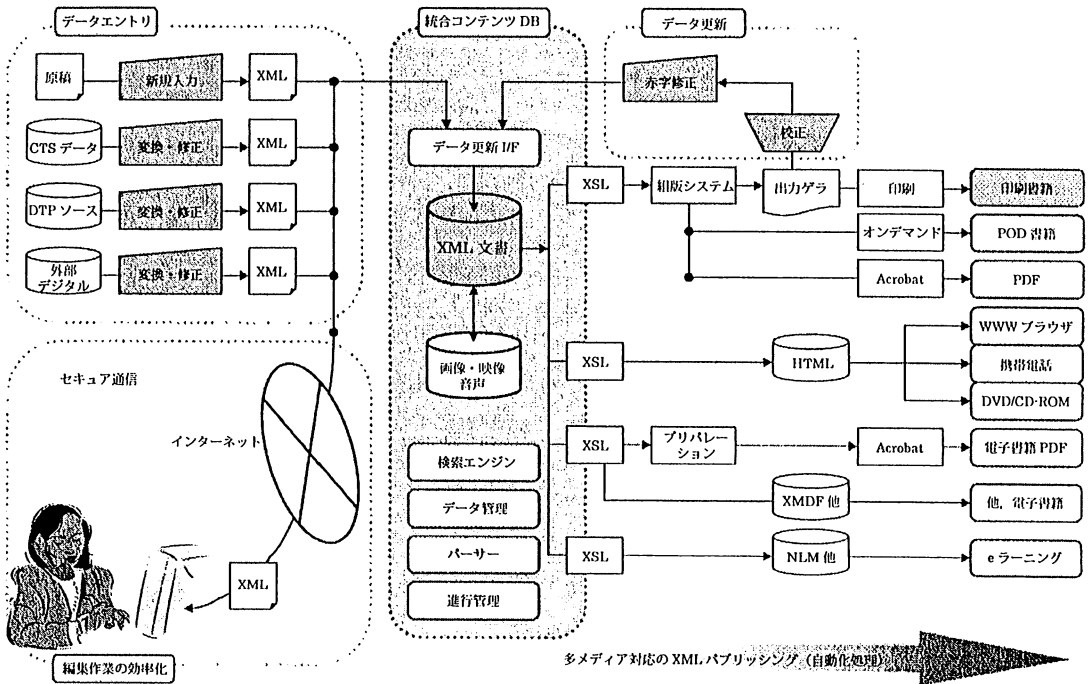 データエントリ
原稿
新規入力
XML
CTS データ
変換・修正
XML
DTP ソース
変換・修正
XML
外部
デジタル
変換・修正
XML
セキュア通信
インターネット
XML
編集作業の効率化
統合コンテンツ DB
データ更新 I/F
XML 文書
画像・映像
音声
検索エンジン
データ管理
パーサー
進行管理
データ更新
赤字修正
校正
XSL
組版システム
出力ゲラ
印刷
印刷書籍
オンデマンド
POD 書籍
Acrobat
PDF
XSL
HTML
WWW ブラウザ
携帯電話
DVD/CD-ROM
XSL
プリパレー
ション
Acrobat
電子書籍 PDF
XMDF 他
他，電子書籍
XSL
NLM 他
e ラーニング
多メディア対応の XML パブリッシング（自動化処理）